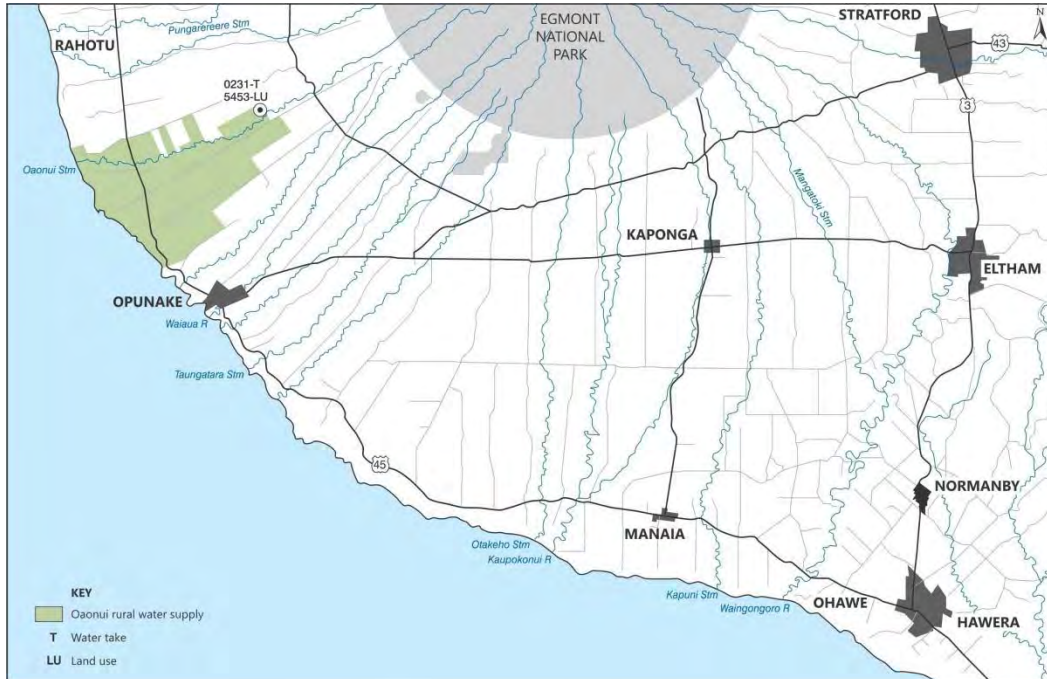 EGMONT
NATIONAL
PARK
STRATFORD
N
43
Pungarereere Stm
RAHOTU
0231-T
5453-LU
3
Oaonui Stm
Mangatoki Stm
KAPONGA
ELTHAM
OPUNAKE
Waiaua R
Taungatara Stm
45
NORMANBY
MANAIA
Otakeho Stm
Kaupokonui R
Kapuni Stm
Waingongoro R
OHAWE
HAWERA
KEY
Oaonui rural water supply
T Water take
LU Land use